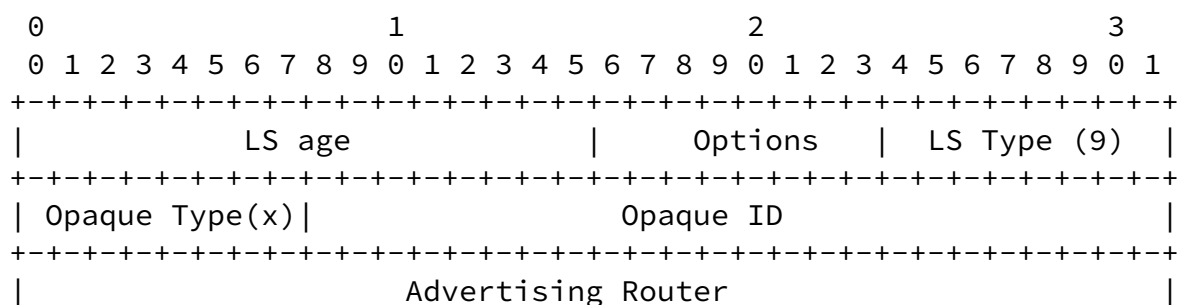 0                   1                   2                   3
 0 1 2 3 4 5 6 7 8 9 0 1 2 3 4 5 6 7 8 9 0 1 2 3 4 5 6 7 8 9 0 1
+-+-+-+-+-+-+-+-+-+-+-+-+-+-+-+-+-+-+-+-+-+-+-+-+-+-+-+-+-+-+-+-+
|            LS age             |     Options   |  LS Type (9)  |
+-+-+-+-+-+-+-+-+-+-+-+-+-+-+-+-+-+-+-+-+-+-+-+-+-+-+-+-+-+-+-+-+
| Opaque Type(x)|                 Opaque ID                     |
+-+-+-+-+-+-+-+-+-+-+-+-+-+-+-+-+-+-+-+-+-+-+-+-+-+-+-+-+-+-+-+-+
|                     Advertising Router                        |